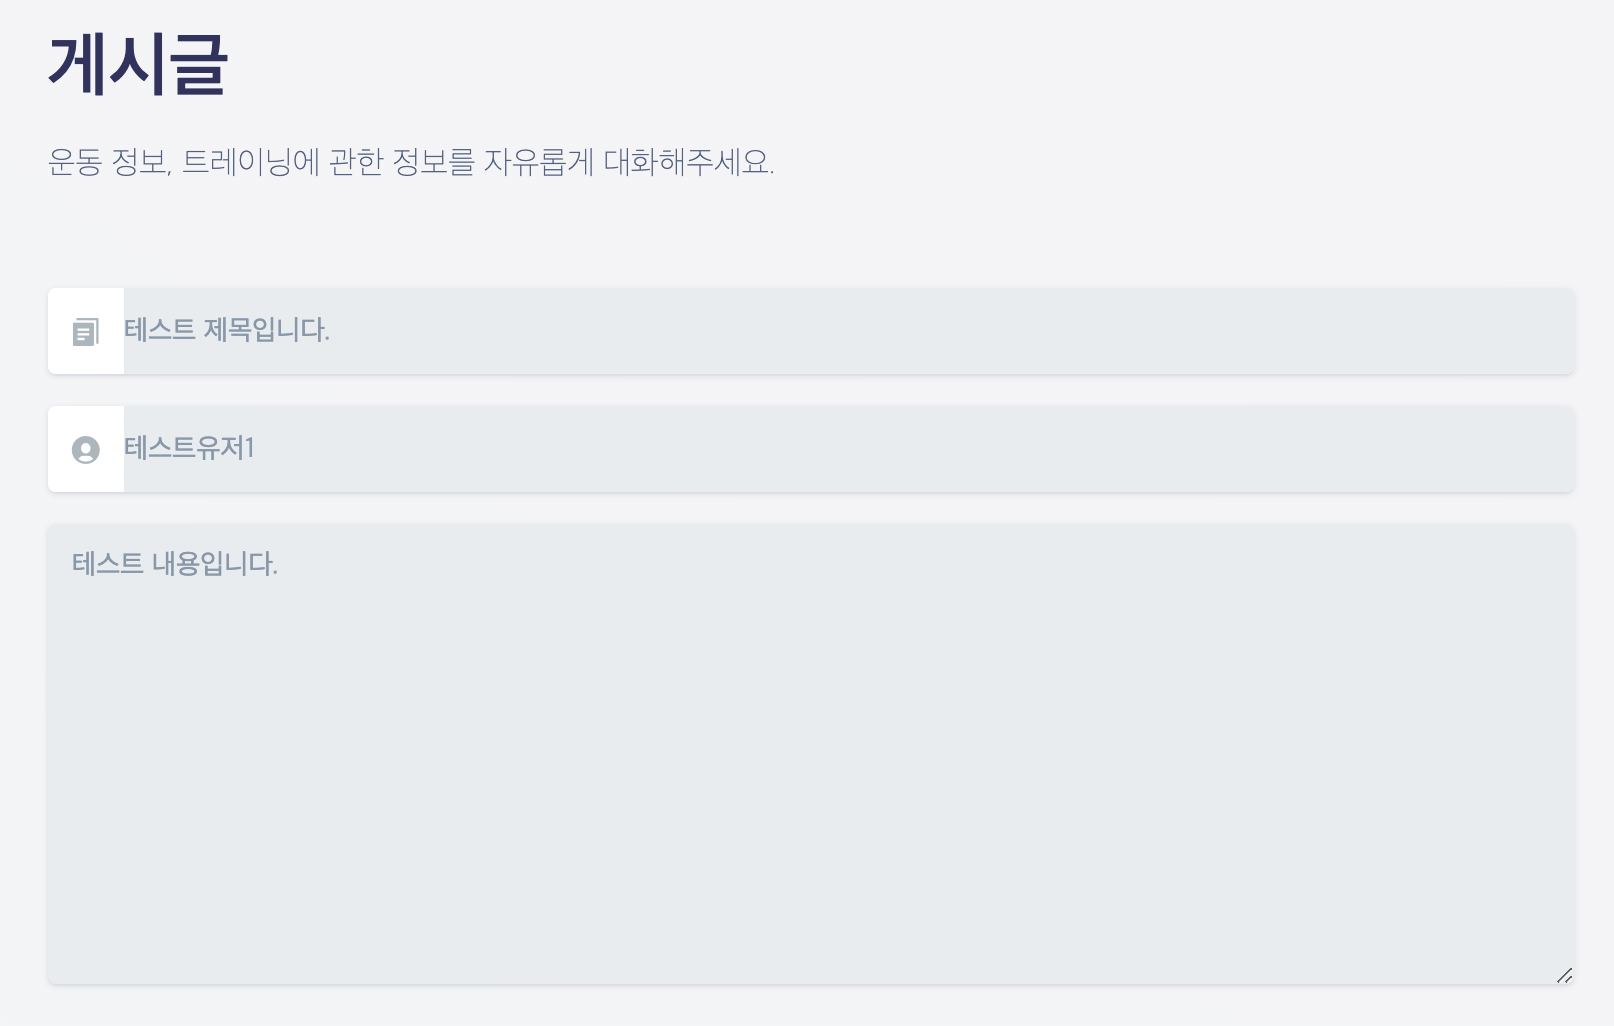 게시글
운동 정보, 트레이닝에 관한 정보를 자유롭게 대화해주세요.
테스트 제목입니다.
테스트유저1
테스트 내용입니다.